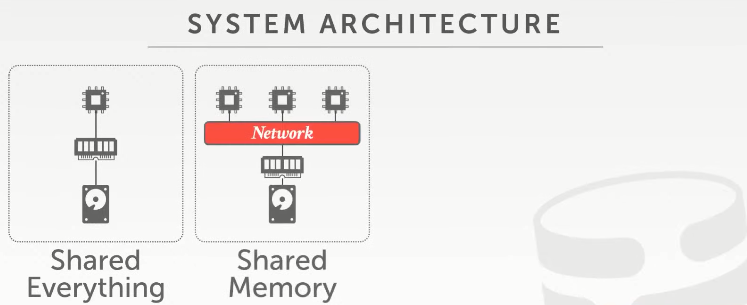 SYSTEM ARCHITECTURE
Network
Shared
Everything
Shared
Memory